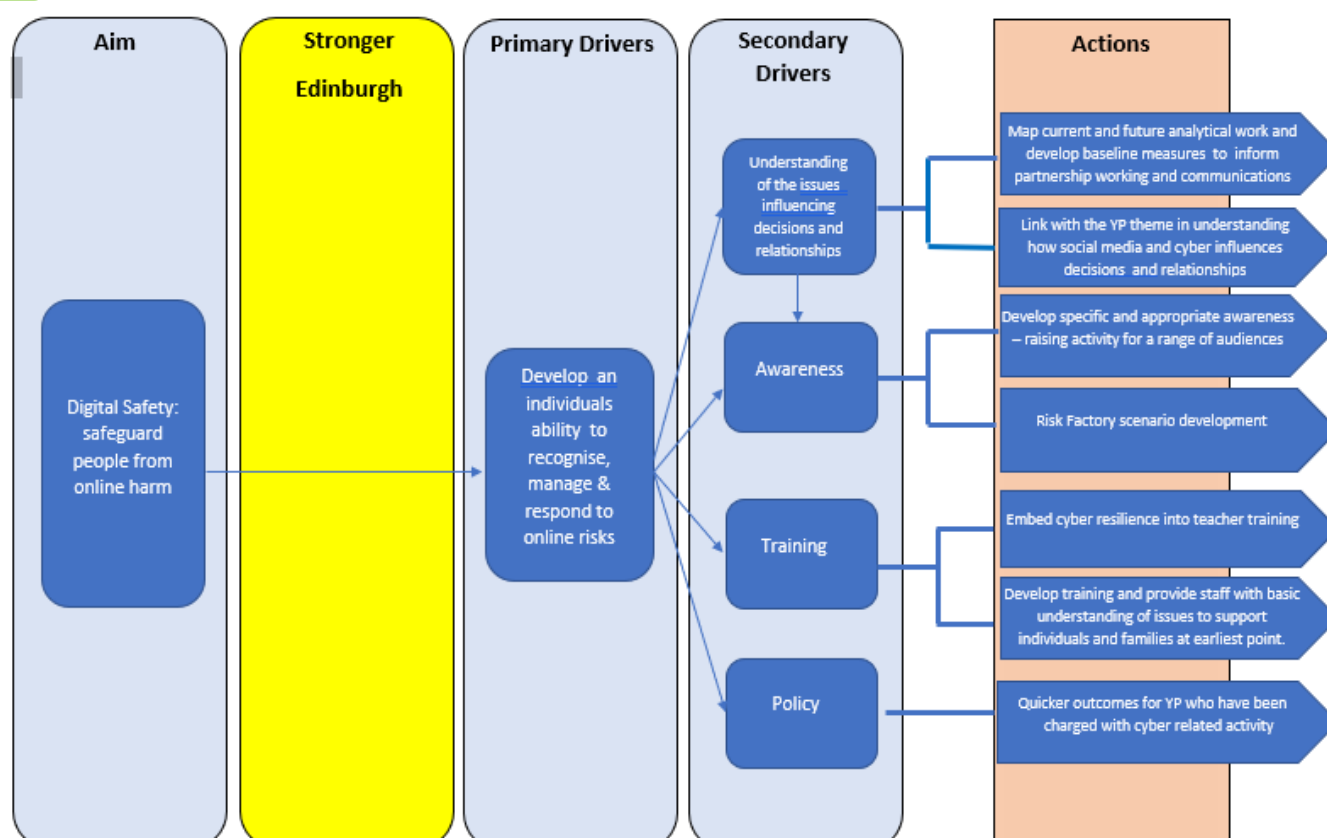 Aim
Stronger
Edinburgh
Primary Drivers
Secondary
Drivers
Actions
Digital Safety:
safeguard
people from
online harm
Develop an
individuals
ability to
recognise,
manage &
respond to
online risks
Understanding
of the issues
influencing
decisions and
relationships
Awareness
Training
Policy
Map current and future analytical work and
develop baseline measures to inform
partnership working and communications
Link with the YP theme in understanding
how social media and cyber influences
decisions and relationships
Develop specific and appropriate awareness
– raising activity for a range of audiences
Risk Factory scenario development
Embed cyber resilience into teacher training
Develop training and provide staff with basic
understanding of issues to support
individuals and families at earliest point.
Quicker outcomes for YP who have been
charged with cyber related activity